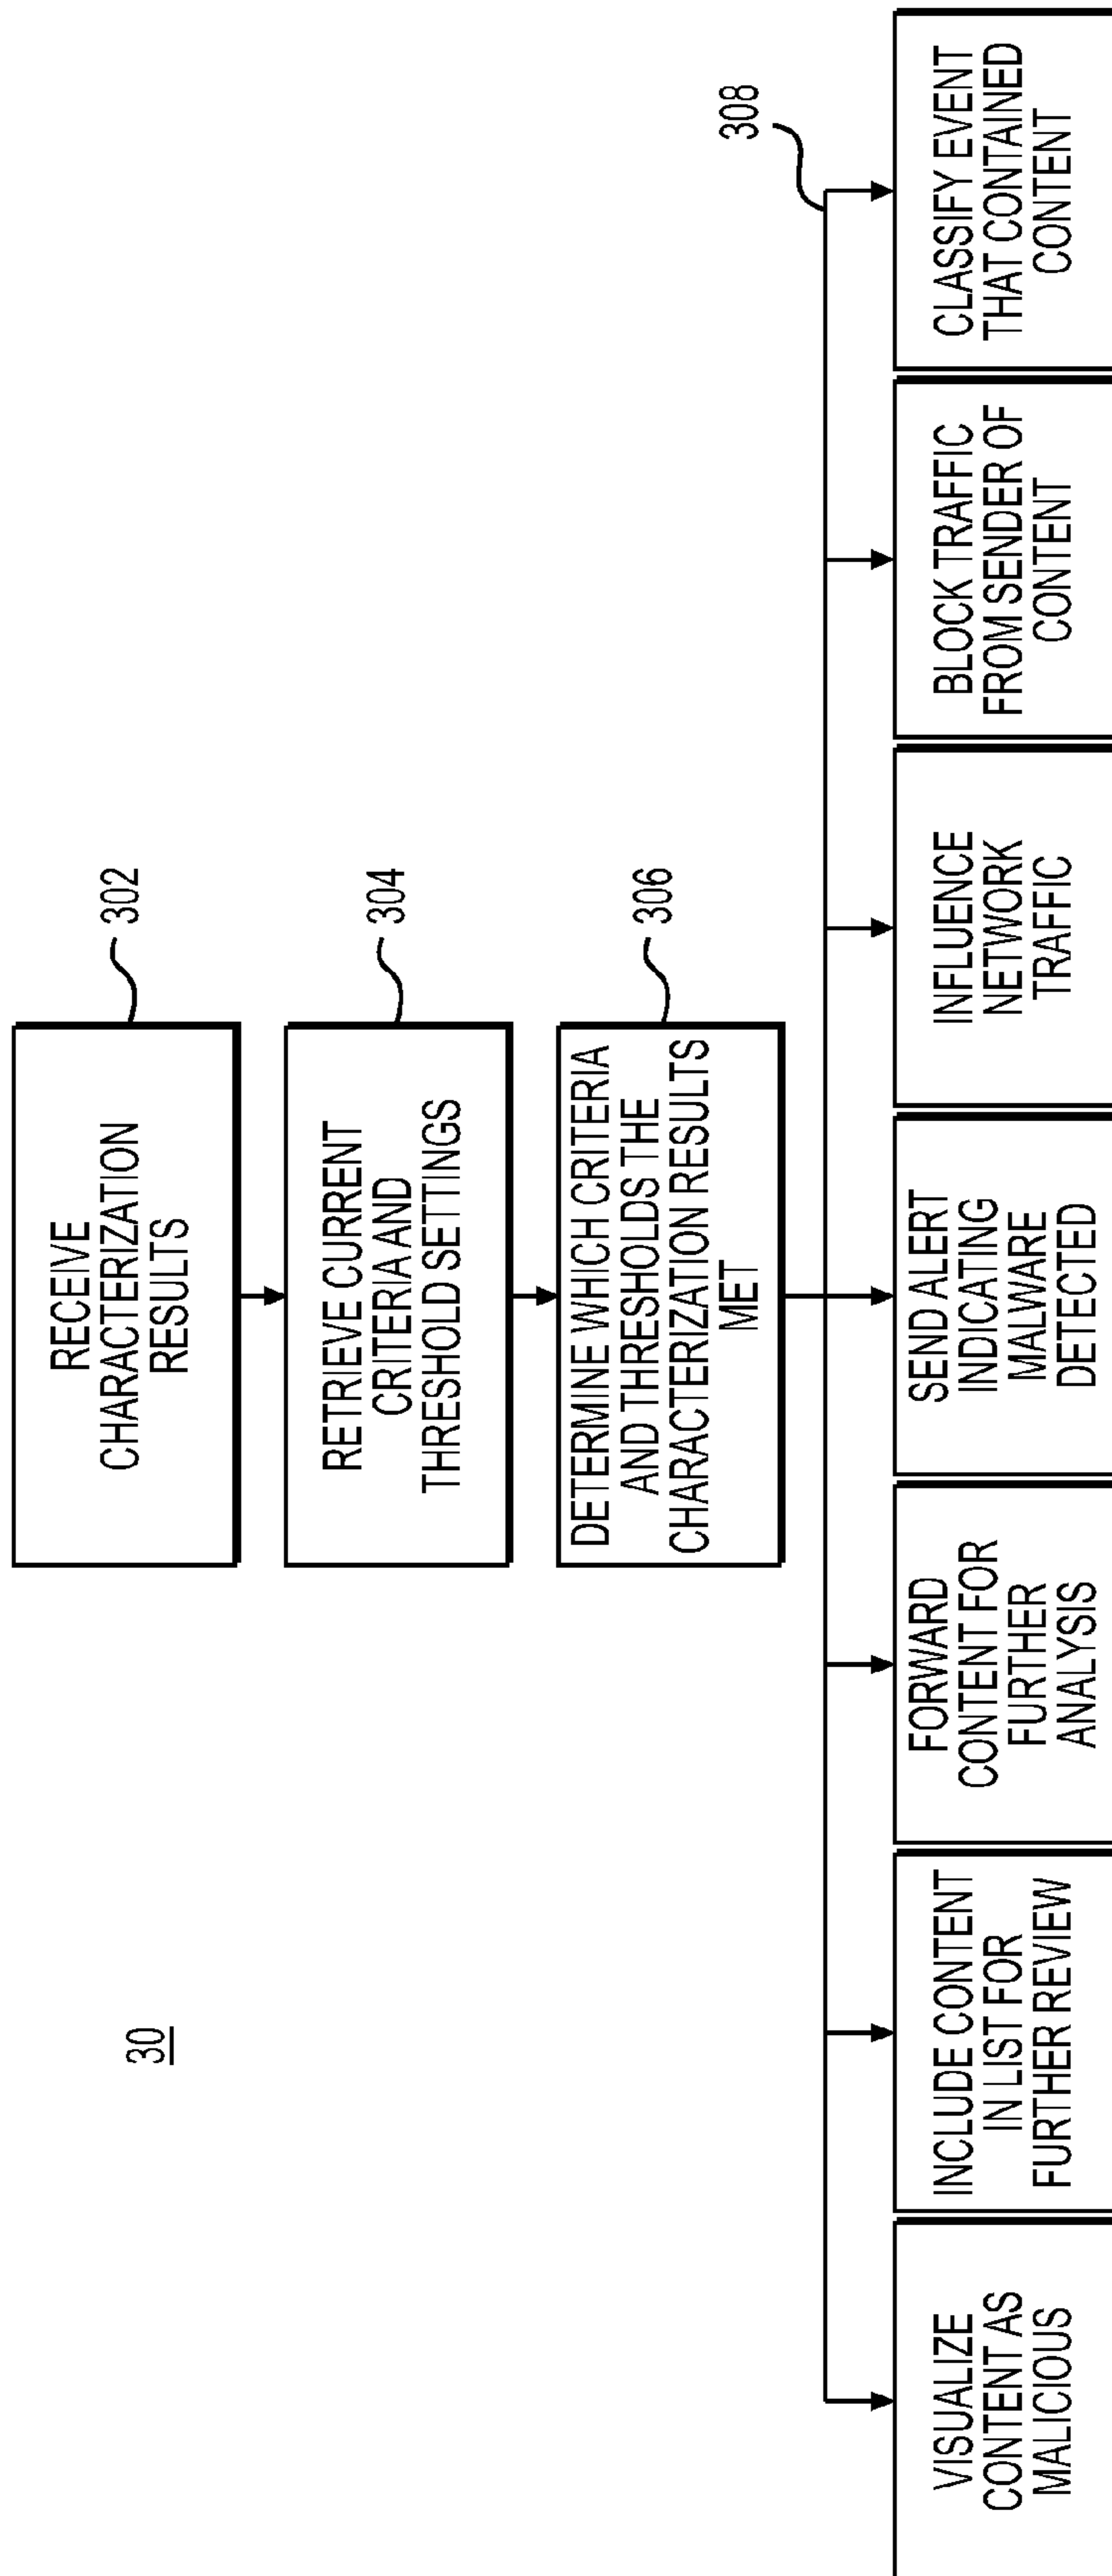 30
RECEIVE
CHARACTERIZATION
RESULTS
302
RETRIEVE CURRENT
CRITERIA AND
THRESHOLD SETTINGS
304
DETERMINE WHICH CRITERIA
AND THRESHOLDS THE
CHARACTERIZATION RESULTS
MET
306
308
VISUALIZE
CONTENT AS
MALICIOUS
INCLUDE CONTENT
IN LIST FOR
FURTHER REVIEW
FORWARD
CONTENT FOR
FURTHER
ANALYSIS
SEND ALERT
INDICATING
MALWARE
DETECTED
INFLUENCE
NETWORK
TRAFFIC
BLOCK TRAFFIC
FROM SENDER OF
CONTENT
CLASSIFY EVENT
THAT CONTAINED
CONTENT